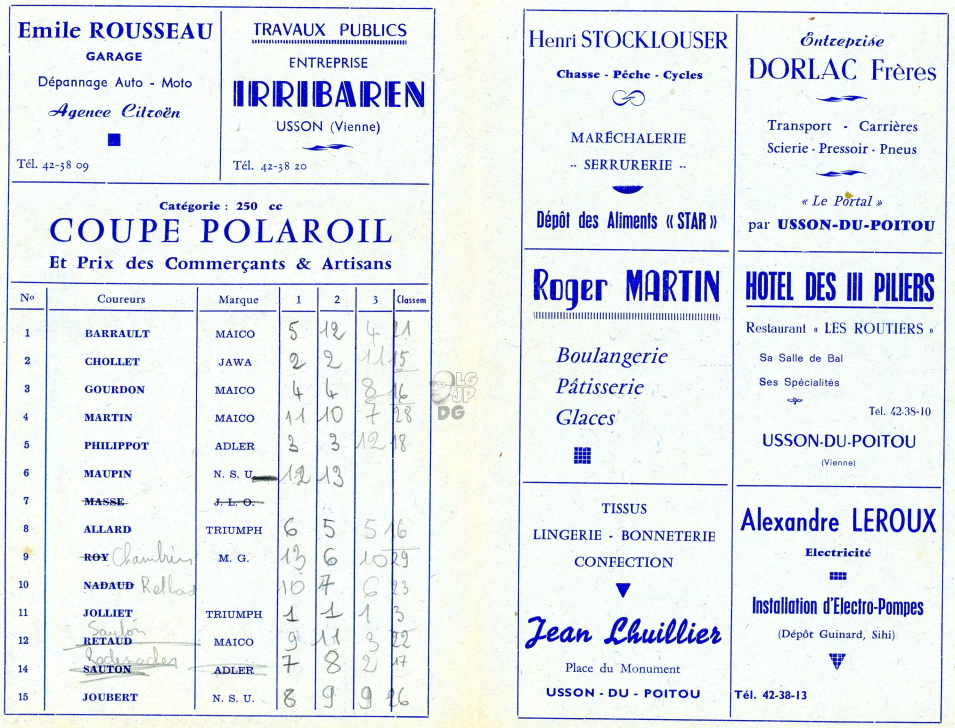 Emile ROUSSEAU
GARAGE
Dépannage Auto - Moto
Agence Citroën
Tél. 42-38 09
TRAVAUX PUBLICS
ENTREPRISE
IRRIBAREN
USSON (Vienne)
Tél. 42-38 20
Catégorie : 250 cc
COUPE POLAROIL
Et Prix des Commerçants & Artisans
No Coureurs Marque 1 2 3 Classem
1 BARRAULT MAICO 5 12 4 21
2 CHOLLET JAWA 2 2 11 15
3 GOURDON MAICO 4 4 8 16
4 MARTIN MAICO 11 10 7 28
5 PHILIPPOT ADLER 3 3 12 18
6 MAUPIN N. S. U. 12 13
7 MASSE J. L. O.
8 ALLARD TRIUMPH 6 5 5 16
9 ROY M. G. 13 6 10 29
10 NADAUD 10 7 6 23
11 JOLLIET TRIUMPH 1 1 1 3
Sauton
12 RETAUD MAICO 9 11 3 22
14 SAUTON ADLER 7 8 2 17
15 JOUBERT N. S. U. 8 9 9 26
LG
JP
DG
Henri STOCKLOUSER
Chasse - Pêche - Cycles
MARÉCHALERIE
-- SERRURERIE --
Dépôt des Aliments « STAR »
Entreprise
DORLAC Frères
Transport - Carrières
Scierie - Pressoir - Pneus
« Le Portal »
par USSON-DU-POITOU
Roger MARTIN
Boulangerie
Pâtisserie
Glaces
HOTEL DES III PILIERS
Restaurant « LES ROUTIERS »
Sa Salle de Bal
Ses Spécialités
Tél. 42-38-10
USSON-DU-POITOU
(Vienne)
TISSUS
LINGERIE - BONNETERIE
CONFECTION
Jean Lhuillier
Place du Monument
USSON - DU - POITOU
Alexandre LEROUX
Electricité
Installation d'Electro-Pompes
(Dépôt Guinard, Sihi)
Tél. 42-38-13